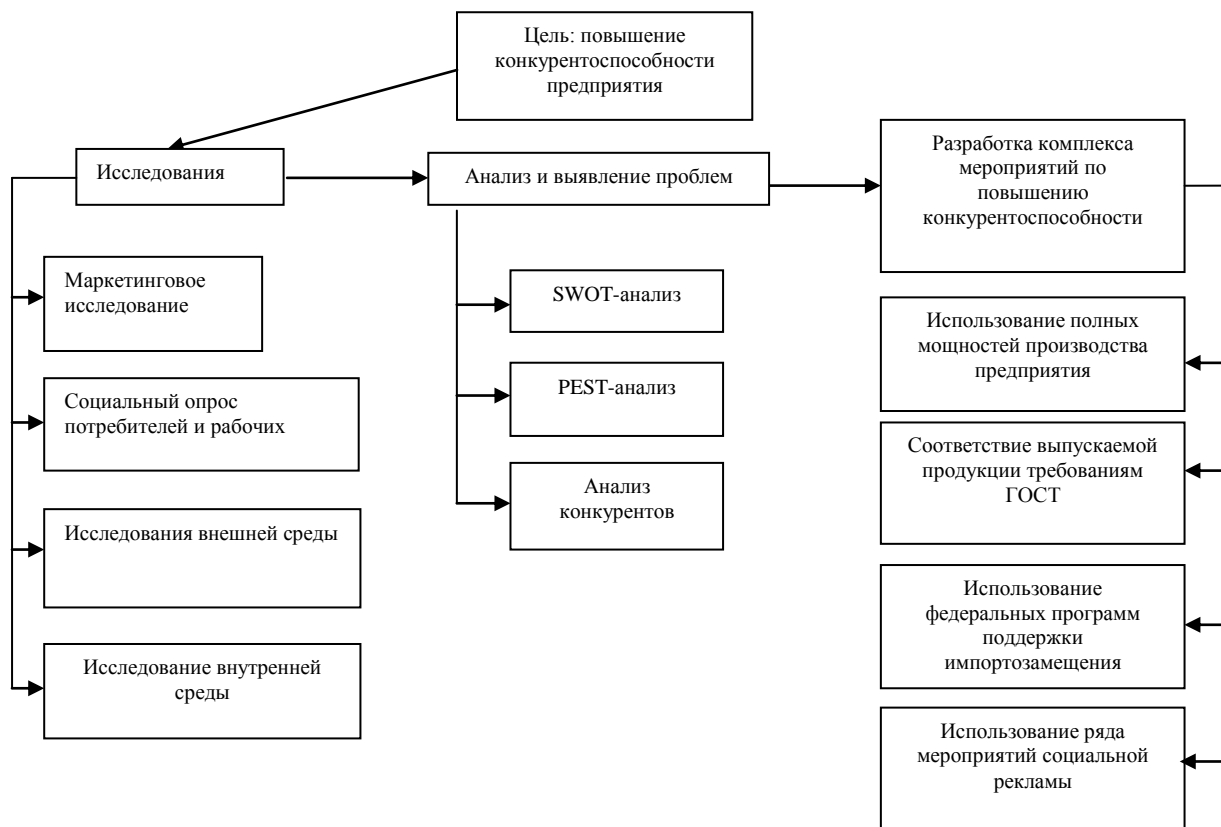 Цель: повышение
конкурентоспособности
предприятия
Исследования
Анализ и выявление проблем
Разработка комплекса
мероприятий по
повышению
конкурентоспособности
Маркетинговое
исследование
Социальный опрос
потребителей и рабочих
Исследования внешней среды
Исследование внутренней
среды
SWOT-анализ
PEST-анализ
Анализ
конкурентов
Использование полных
мощностей производства
предприятия
Соответствие выпускаемой
продукции требованиям
ГОСТ
Использование
федеральных программ
поддержки
импортозамещения
Использование ряда
мероприятий социальной
рекламы